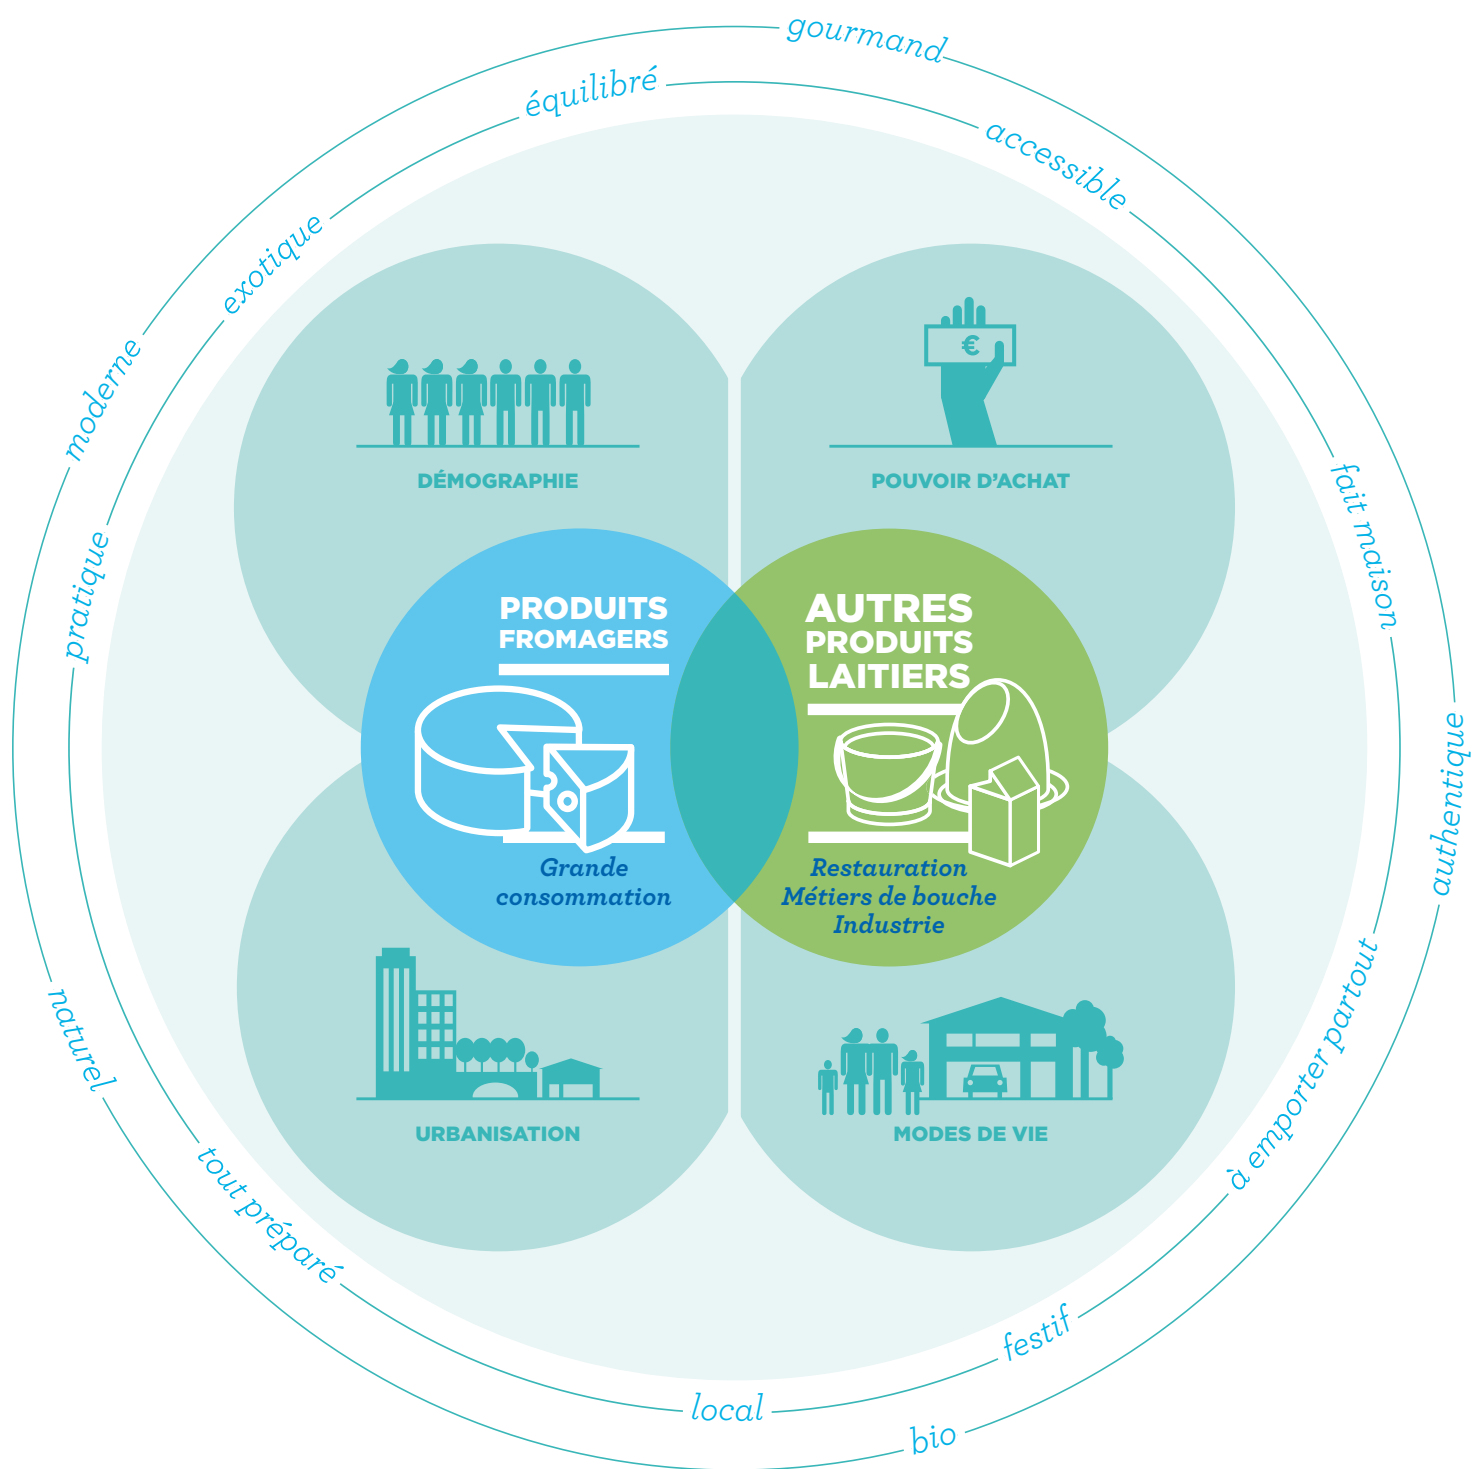 gourmand
équilibré
accessible
exotique
moderne
fait maison
pratique
authentique
à emporter partout
naturel
tout préparé
festif
local
bio
DÉMOGRAPHIE
POUVOIR D'ACHAT
€
PRODUITS
FROMAGERS
Grande
consommation
AUTRES
PRODUITS
LAITIERS
Restauration
Métiers de bouche
Industrie
URBANISATION
MODES DE VIE